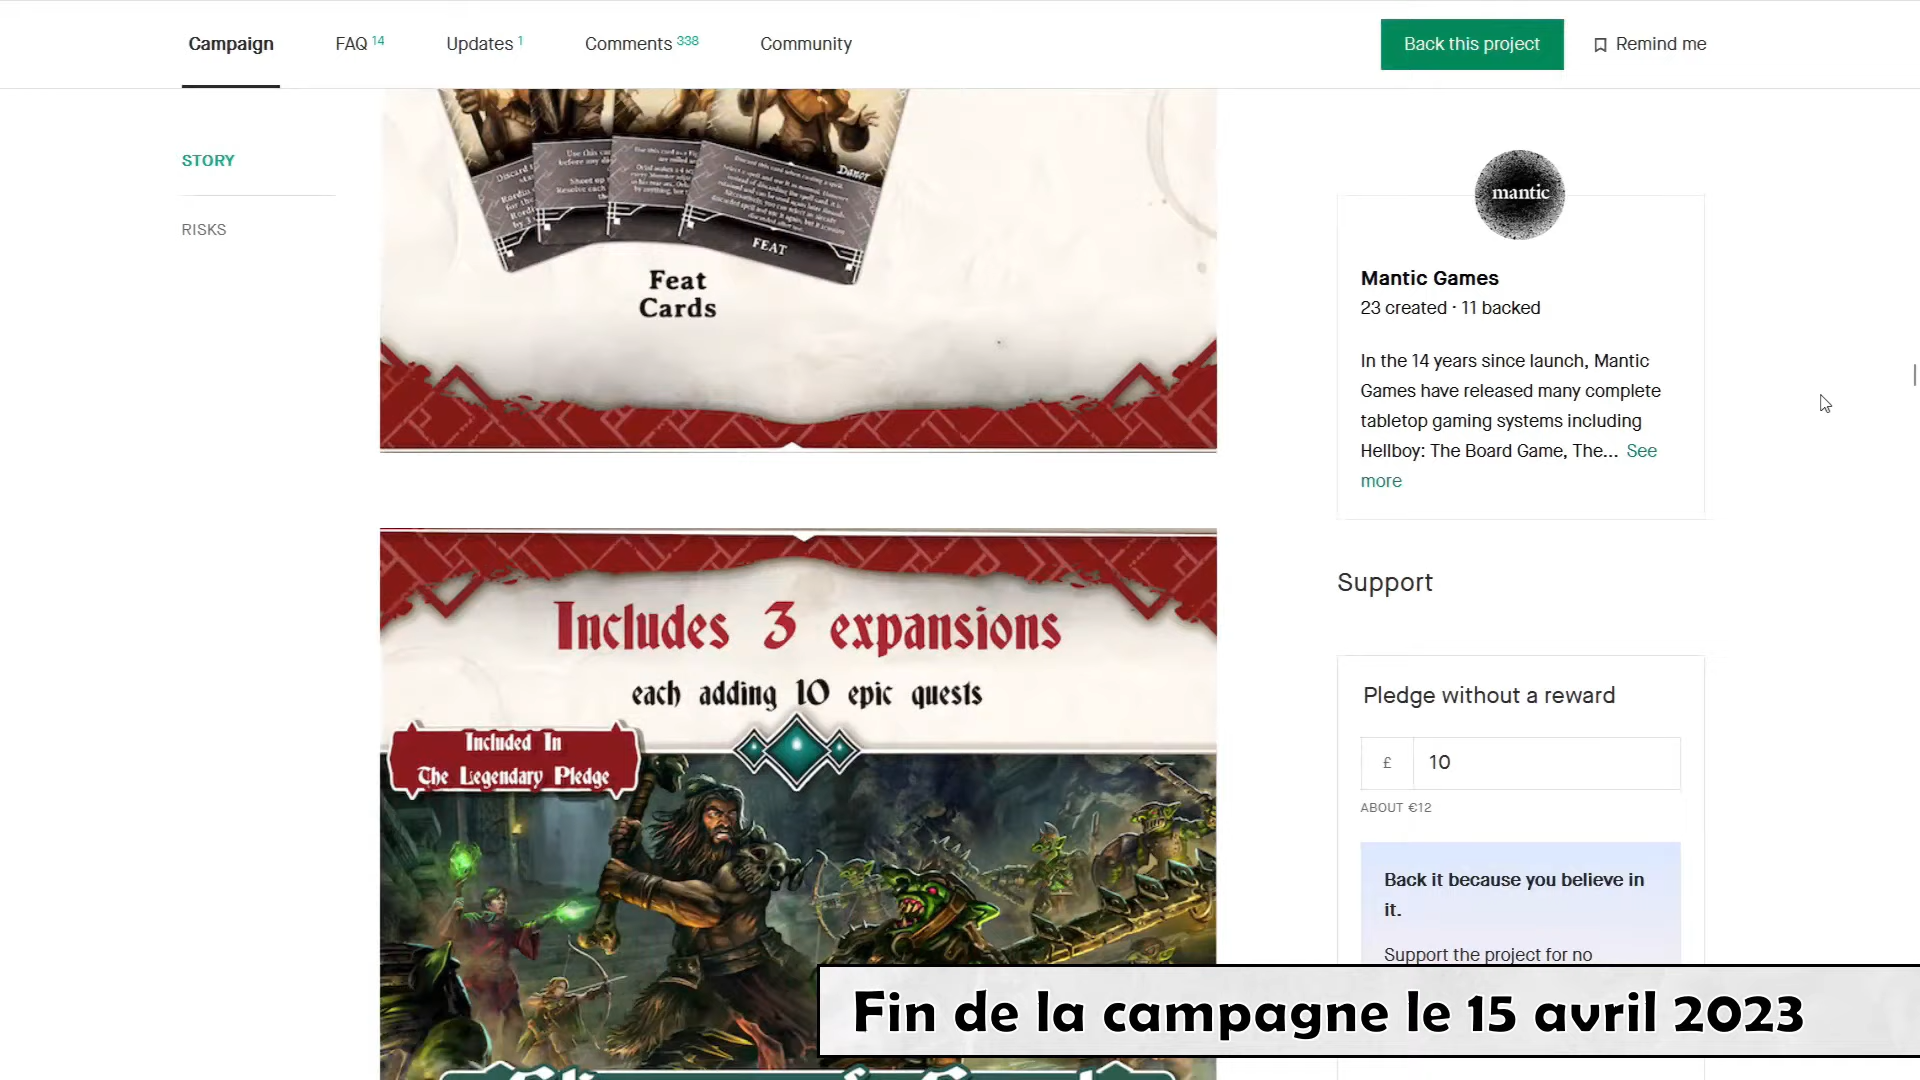 Campaign
FAQ 14
Updates 1
Comments 338
Community
Back this project
Remind me
STORY
RISKS
Danor
FEAT
Feat
Cards
mantic
Mantic Games
23 created · 11 backed
In the 14 years since launch, Mantic
Games have released many complete
tabletop gaming systems including
Hellboy: The Board Game, The... See
more
Includes 3 expansions
each adding 10 epic quests
Included In
The Legendary Pledge
Support
Pledge without a reward
£ 10
ABOUT €12
Back it because you believe in
it.
Support the project for no
Fin de la campagne le 15 avril 2023